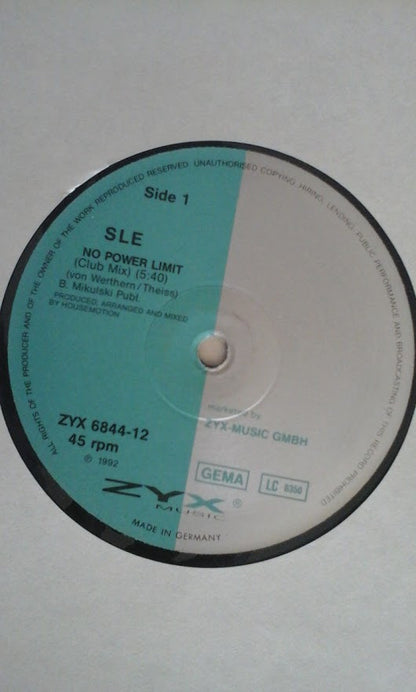 ALL RIGHTS OF THE PRODUCER AND OF THE OWNER OF THE WORK REPRODUCED RESERVED. UNAUTHORISED COPYING, HIRING, LENDING, PUBLIC PERFORMANCE AND BROADCASTING OF THIS RECORD PROHIBITED
Side 1
SLE
NO POWER LIMIT
(Club Mix) (5:40)
(von Werthern/Theiss)
B. Mikulski Publ.
PRODUCED, ARRANGED AND MIXED
BY HOUSEMOTION
marketed by:
ZYX-MUSIC GMBH
ZYX 6844-12
45 rpm
℗ 1992
GEMA
LC 8350
ZYX ®
MUSIC
MADE IN GERMANY